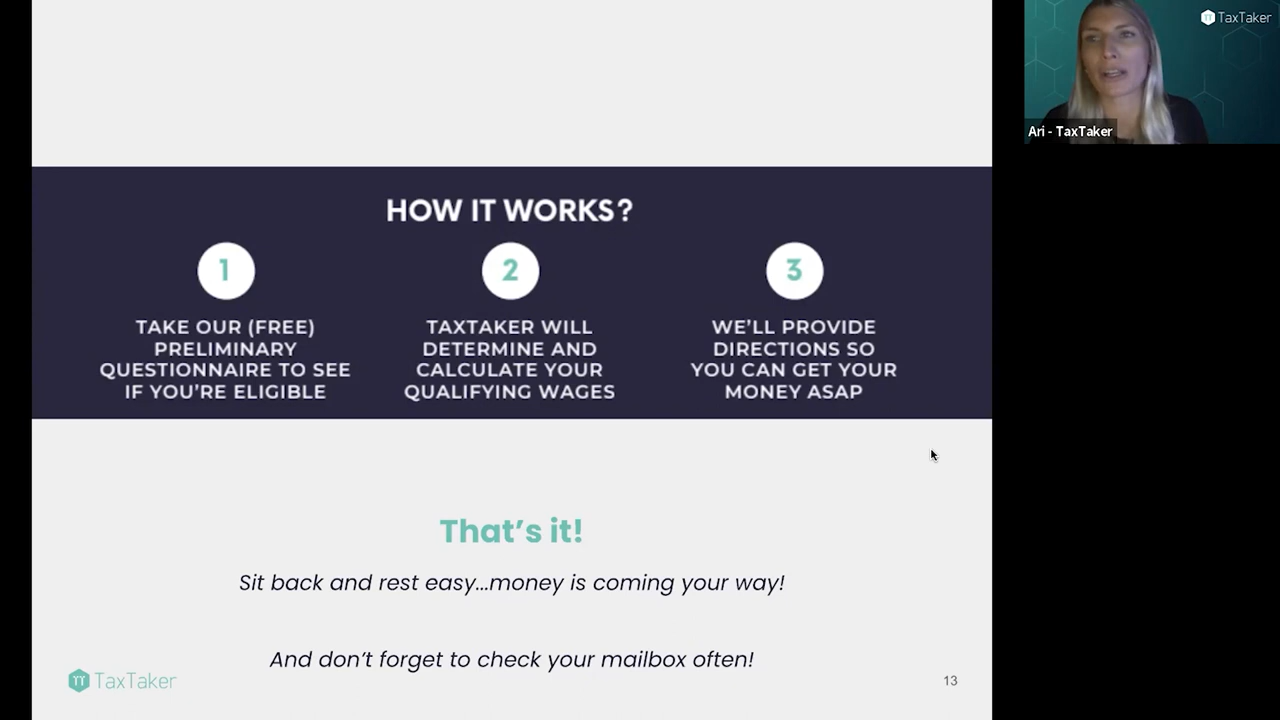 HOW IT WORKS?
1
TAKE OUR (FREE)
PRELIMINARY
QUESTIONNAIRE TO SEE
IF YOU'RE ELIGIBLE
2
TAXTAKER WILL
DETERMINE AND
CALCULATE YOUR
QUALIFYING WAGES
3
WE'LL PROVIDE
DIRECTIONS SO
YOU CAN GET YOUR
MONEY ASAP
That's it!
Sit back and rest easy...money is coming your way!
And don't forget to check your mailbox often!
TT TaxTaker
13
TT TaxTaker
Ari - TaxTaker